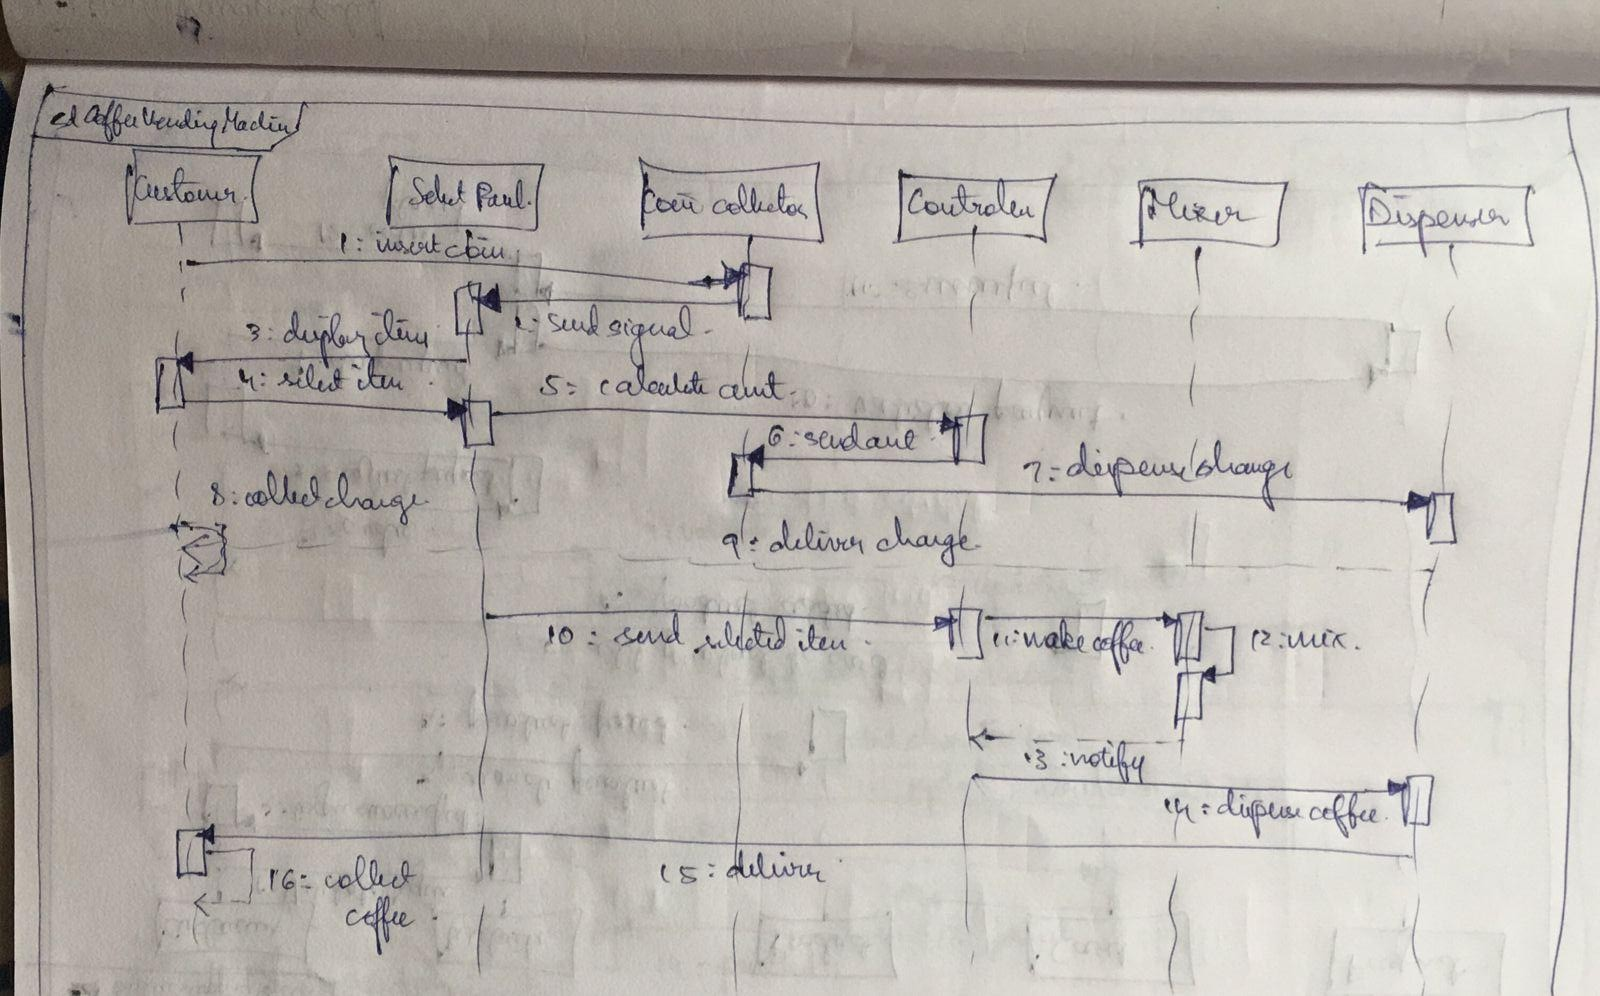 sd CoffeeVendingMachine
Customer.
Select Panel.
Coin collector
Controler
Mixer
Dispenser
1: insert coin
2: send signal.
3: display item
4: select item.
5: calculate amt.
6: send amt.
7: dispense change
8: collect change.
9: deliver change.
10: send selected item.
11: make coffee.
12: mix.
13: notify
14: dispense coffee.
15: deliver
16: collect
coffee.